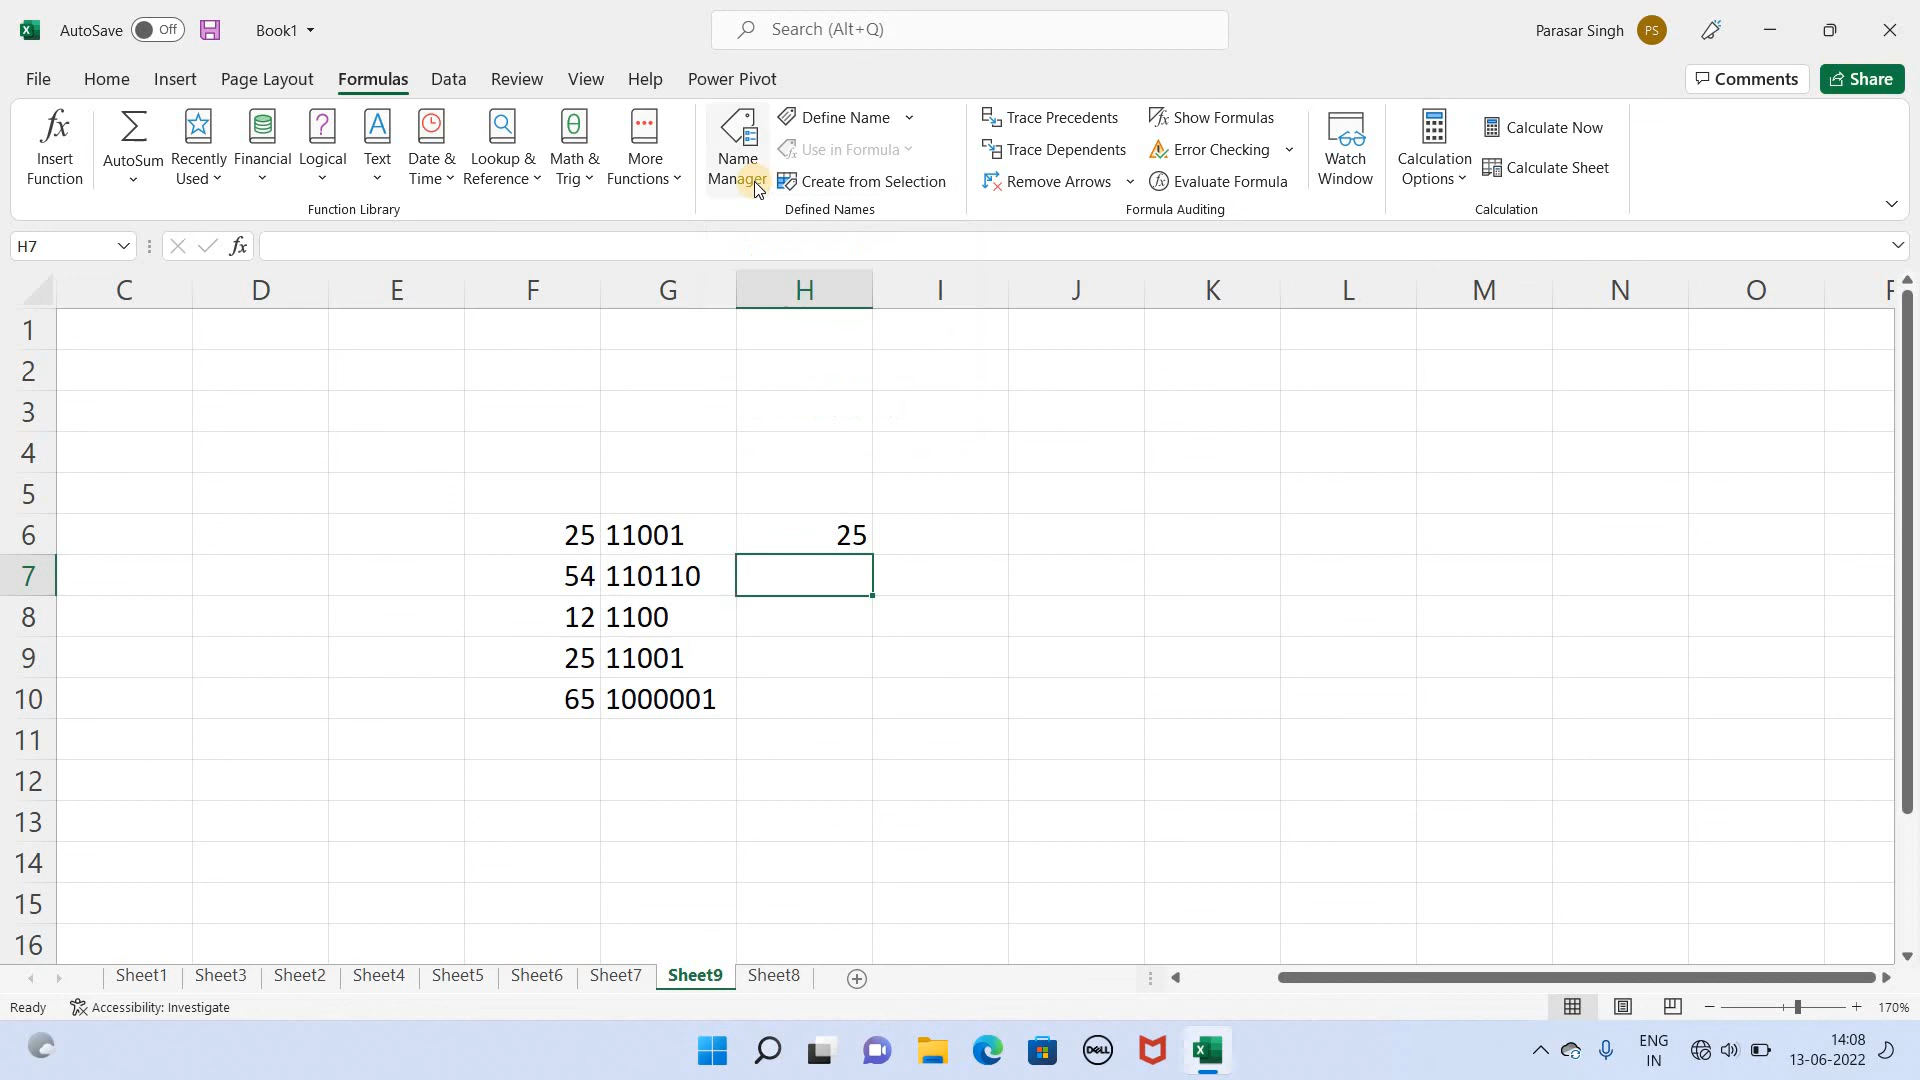 AutoSave Off Book1 Search (Alt+Q) Parasar Singh PS
File Home Insert Page Layout Formulas Data Review View Help Power Pivot Comments Share
Insert Function
AutoSum
Recently Used
Financial
Logical
Text
Date & Time
Lookup & Reference
Math & Trig
More Functions
Function Library
Name Manager
Define Name
Use in Formula
Create from Selection
Defined Names
Trace Precedents
Trace Dependents
Remove Arrows
Show Formulas
Error Checking
Evaluate Formula
Formula Auditing
Watch Window
Calculation Options
Calculate Now
Calculate Sheet
Calculation
H7 fx
C D E F G H I J K L M N O
1
2
3
4
5
6 25 11001 25
7 54 110110
8 12 1100
9 25 11001
10 65 1000001
11
12
13
14
15
16
Sheet1 Sheet3 Sheet2 Sheet4 Sheet5 Sheet6 Sheet7 Sheet9 Sheet8
Ready Accessibility: Investigate 170%
DELL
ENG
IN
14:08
13-06-2022